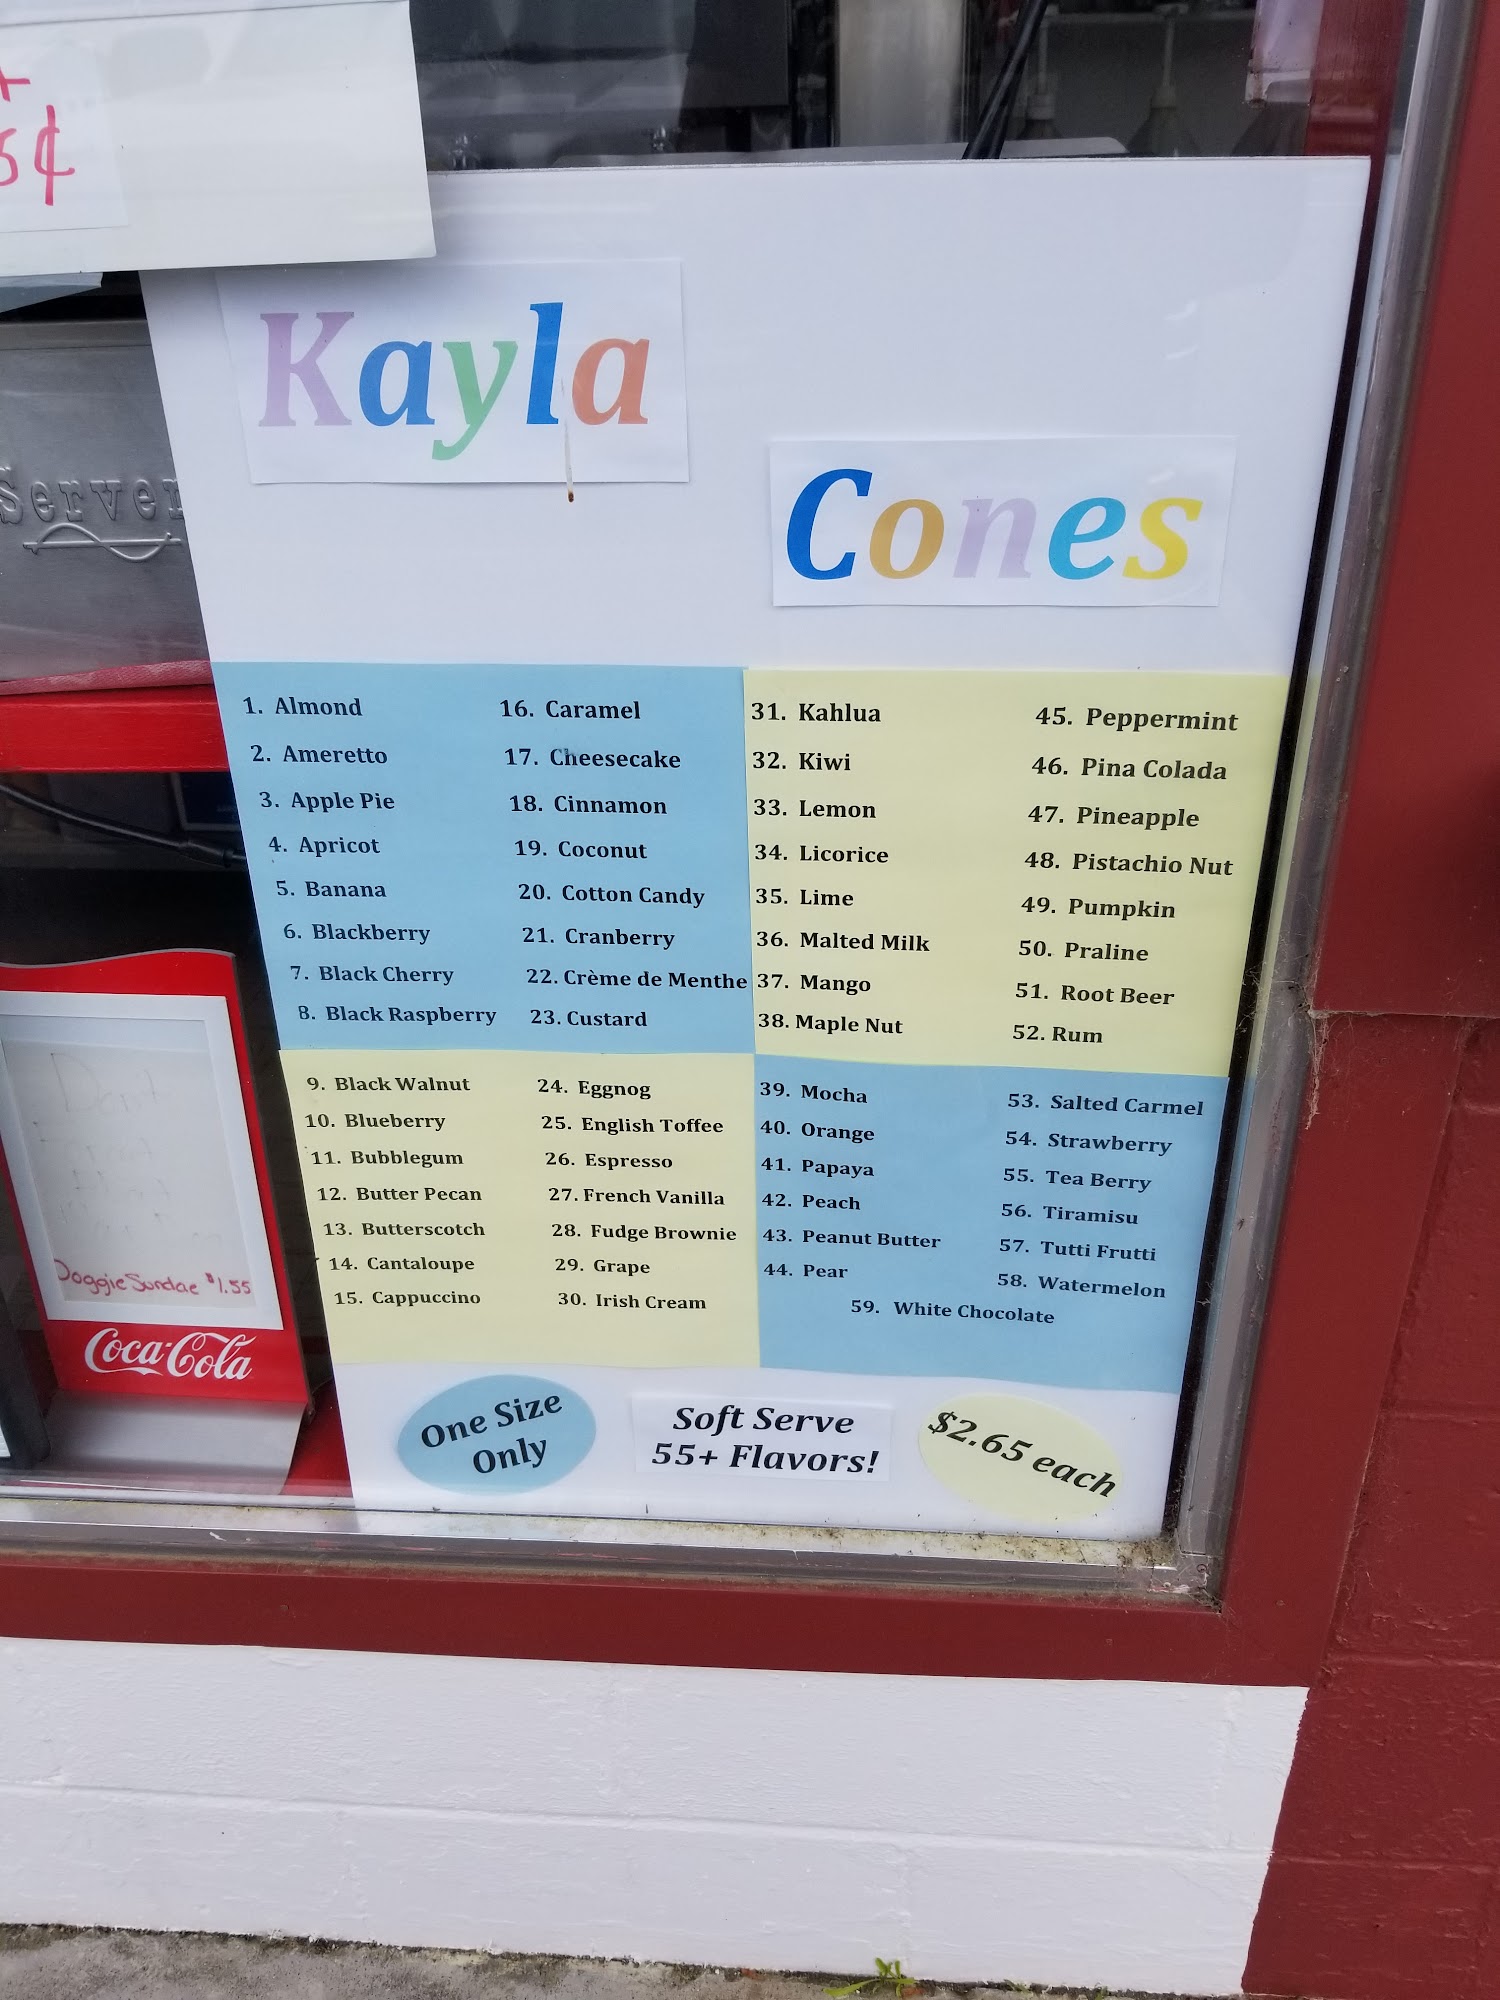 5¢
Kayla
Cones
Server
1. Almond
2. Ameretto
3. Apple Pie
4. Apricot
5. Banana
6. Blackberry
7. Black Cherry
8. Black Raspberry
16. Caramel
17. Cheesecake
18. Cinnamon
19. Coconut
20. Cotton Candy
21. Cranberry
22. Crème de Menthe
23. Custard
31. Kahlua
32. Kiwi
33. Lemon
34. Licorice
35. Lime
36. Malted Milk
37. Mango
38. Maple Nut
45. Peppermint
46. Pina Colada
47. Pineapple
48. Pistachio Nut
49. Pumpkin
50. Praline
51. Root Beer
52. Rum
9. Black Walnut
10. Blueberry
11. Bubblegum
12. Butter Pecan
13. Butterscotch
14. Cantaloupe
15. Cappuccino
24. Eggnog
25. English Toffee
26. Espresso
27. French Vanilla
28. Fudge Brownie
29. Grape
30. Irish Cream
39. Mocha
40. Orange
41. Papaya
42. Peach
43. Peanut Butter
44. Pear
53. Salted Carmel
54. Strawberry
55. Tea Berry
56. Tiramisu
57. Tutti Frutti
58. Watermelon
59. White Chocolate
Doggie Sundae $1.55
Coca-Cola
One Size
Only
Soft Serve
55+ Flavors!
$2.65 each